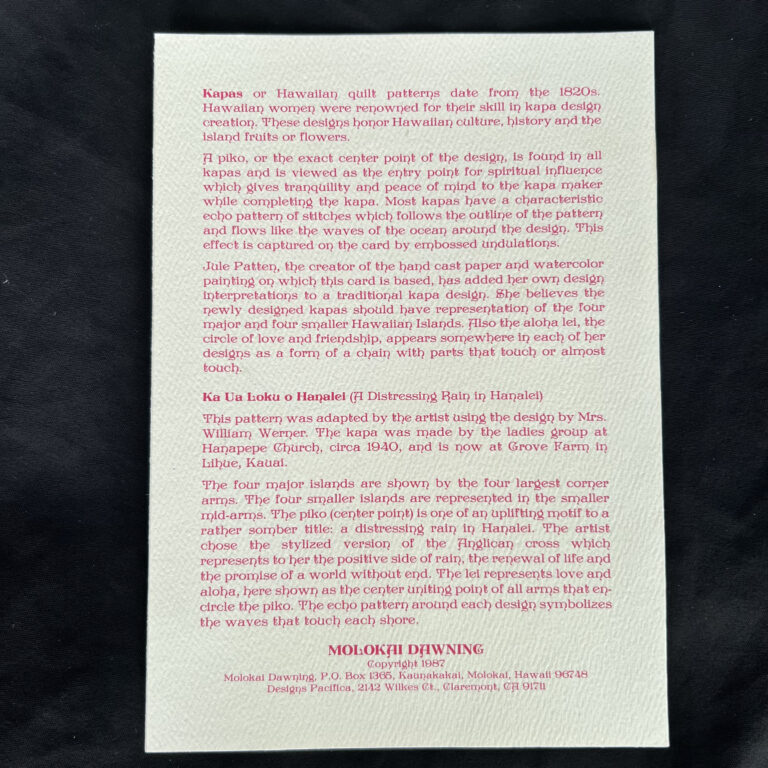 Kapas or Hawaiian quilt patterns date from the 1820s.
Hawaiian women were renowned for their skill in kapa design
creation. These designs honor Hawaiian culture, history and the
island fruits or flowers.
A piko, or the exact center point of the design, is found in all
kapas and is viewed as the entry point for spiritual influence
which gives tranquility and peace of mind to the kapa maker
while completing the kapa. Most kapas have a characteristic
echo pattern of stitches which follows the outline of the pattern
and flows like the waves of the ocean around the design. This
effect is captured on the card by embossed undulations.
Jule Patten, the creator of the hand cast paper and watercolor
painting on which this card is based, has added her own design
interpretations to a traditional kapa design. She believes the
newly designed kapas should have representation of the four
major and four smaller Hawaiian Islands. Also the aloha lei, the
circle of love and friendship, appears somewhere in each of her
designs as a form of a chain with parts that touch or almost
touch.
Ka Ua Loku o Hanalei (A Distressing Rain in Hanalei)
This pattern was adapted by the artist using the design by Mrs.
William Werner. The kapa was made by the ladies group at
Hanapepe Church, circa 1940, and is now at Grove Farm in
Lihue, Kauai.
The four major islands are shown by the four largest corner
arms. The four smaller islands are represented in the smaller
mid-arms. The piko (center point) is one of an uplifting motif to a
rather somber title: a distressing rain in Hanalei. The artist
chose the stylized version of the Anglican cross which
represents to her the positive side of rain, the renewal of life and
the promise of a world without end. The lei represents love and
aloha, here shown as the center uniting point of all arms that en-
circle the piko. The echo pattern around each design symbolizes
the waves that touch each shore.
MOLOKAI DAWNING
Copyright 1987
Molokai Dawning, P.O. Box 1365, Kaunakakai, Molokai, Hawaii 96748
Designs Pacifica, 2142 Wilkes Ct., Claremont, CA 91711